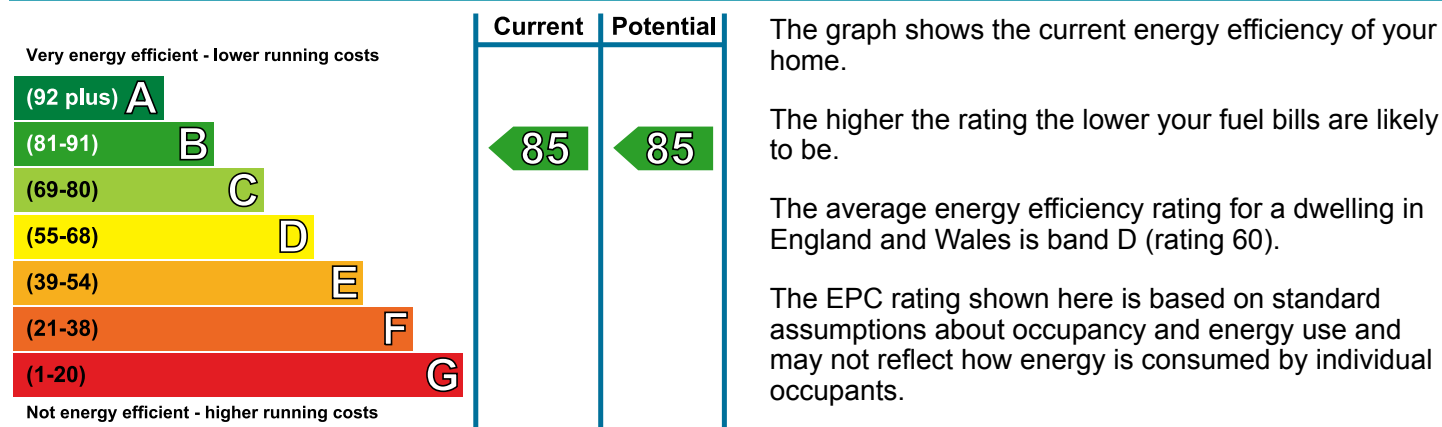 Current Potential
Very energy efficient - lower running costs
(92 plus) A
(81-91) B
85 85
(69-80) C
(55-68) D
(39-54) E
(21-38) F
(1-20) G
Not energy efficient - higher running costs
The graph shows the current energy efficiency of your
home.
The higher the rating the lower your fuel bills are likely
to be.
The average energy efficiency rating for a dwelling in
England and Wales is band D (rating 60).
The EPC rating shown here is based on standard
assumptions about occupancy and energy use and
may not reflect how energy is consumed by individual
occupants.